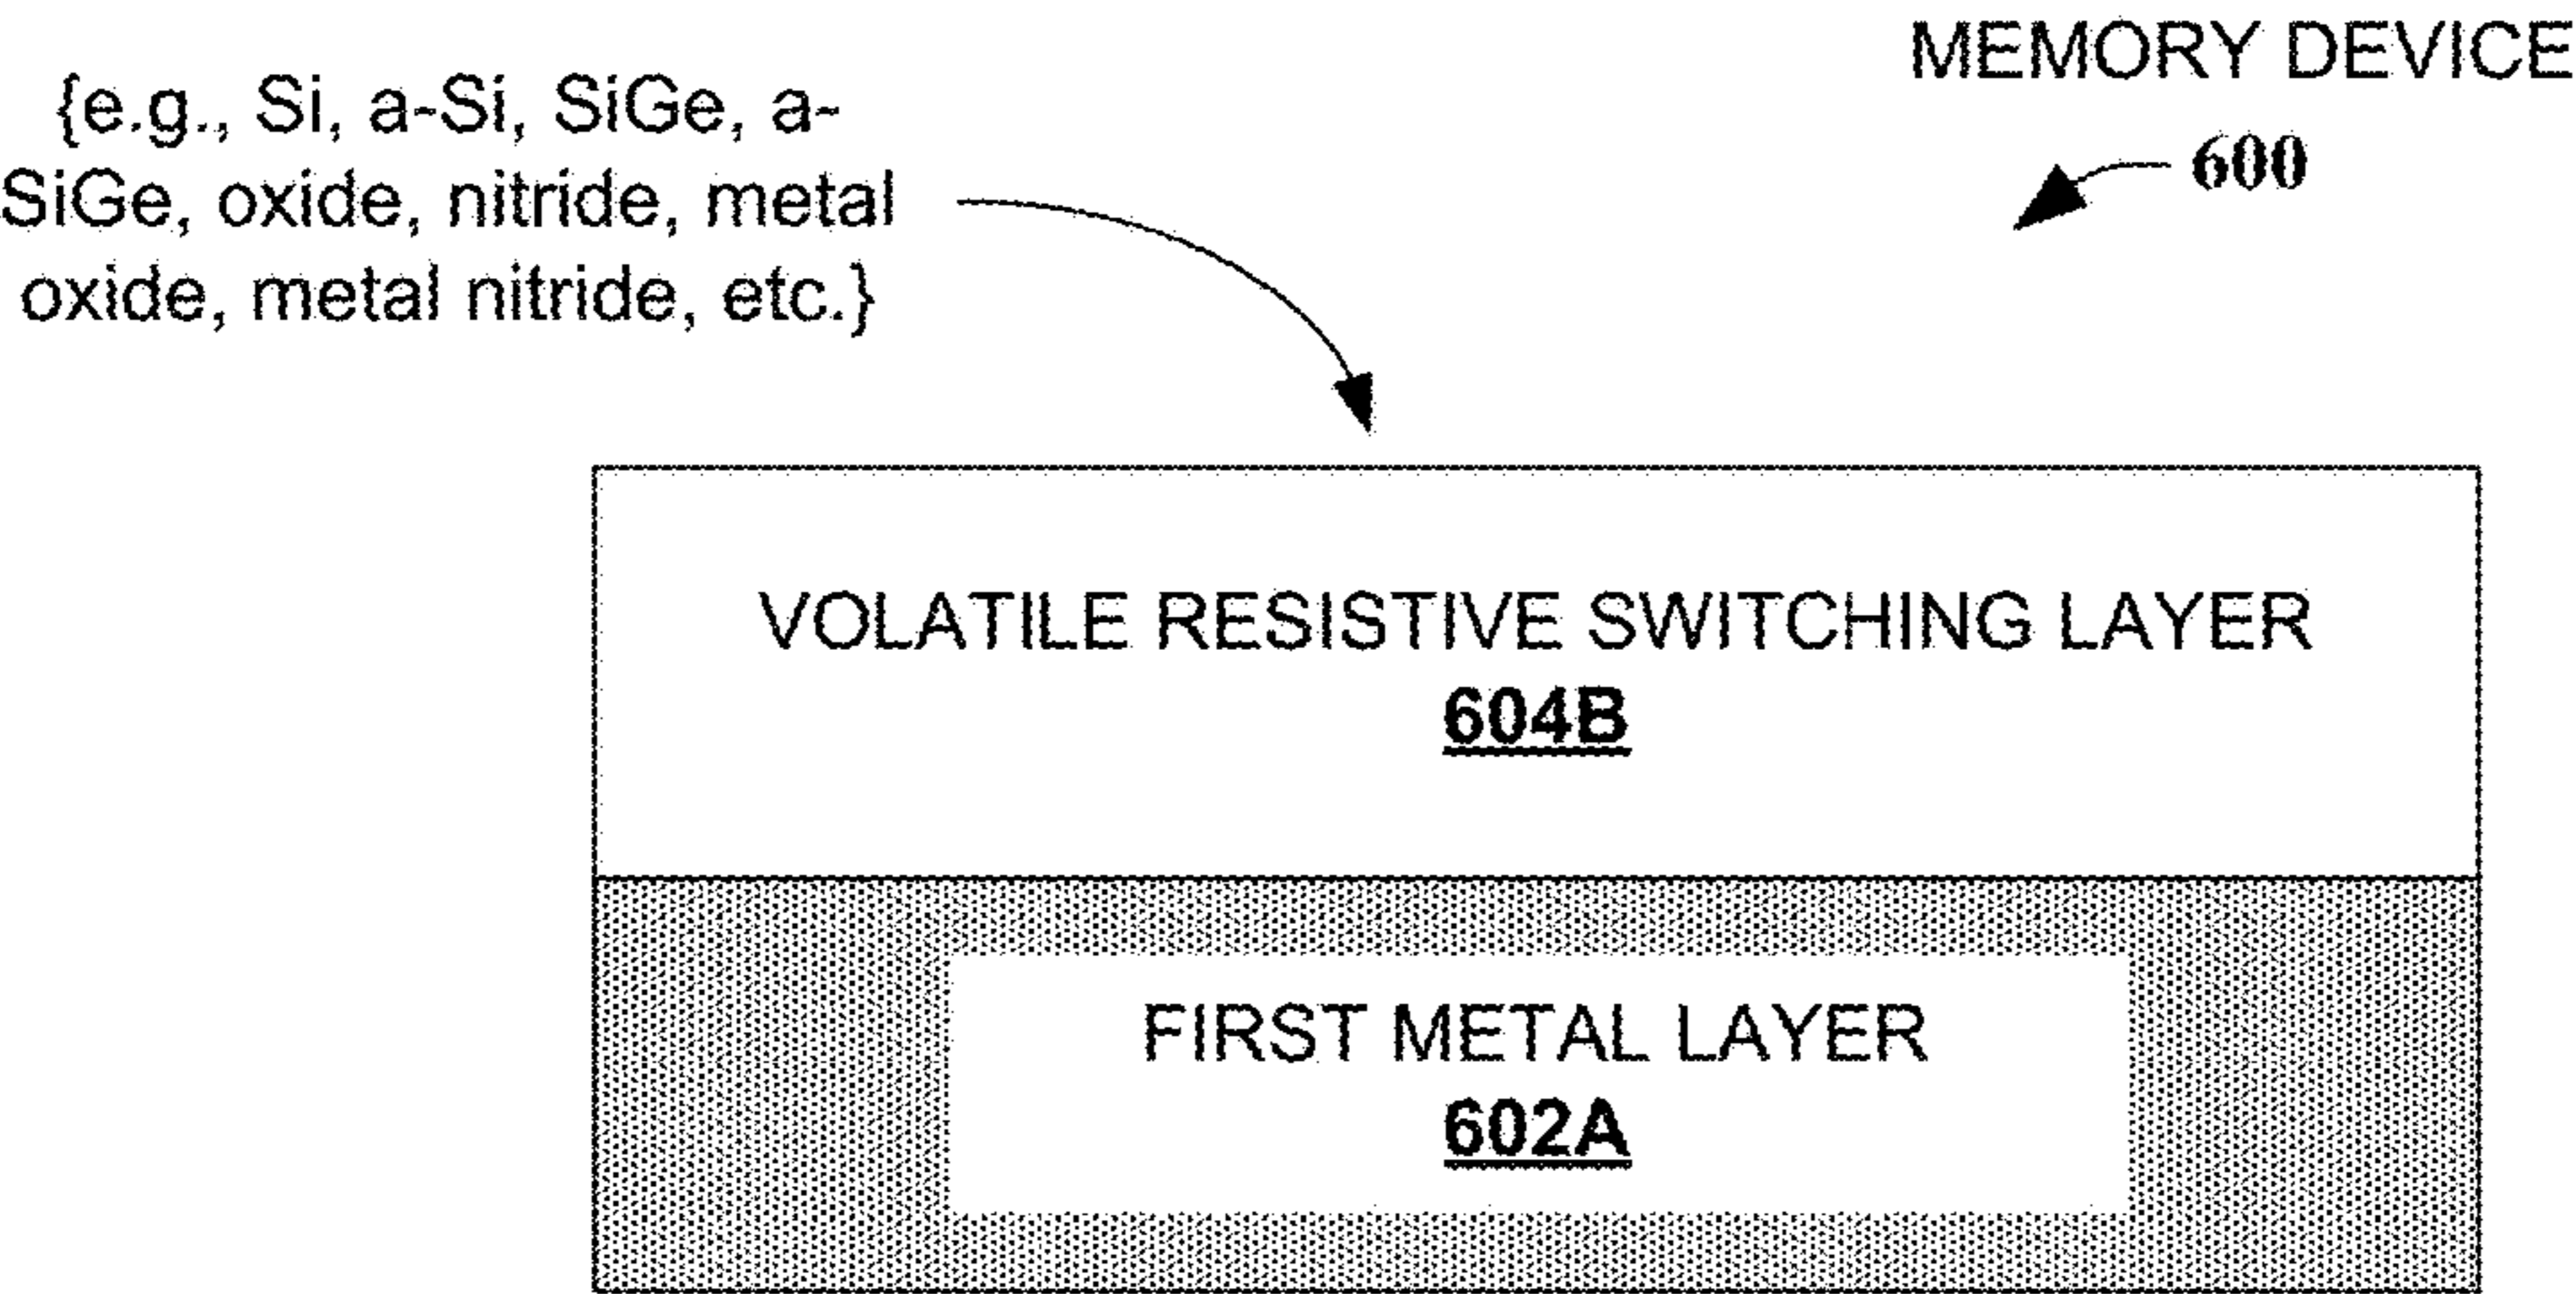 MEMORY DEVICE
600
{e.g., Si, a-Si, SiGe, a-
SiGe, oxide, nitride, metal
oxide, metal nitride, etc.}
VOLATILE RESISTIVE SWITCHING LAYER
604B
FIRST METAL LAYER
602A